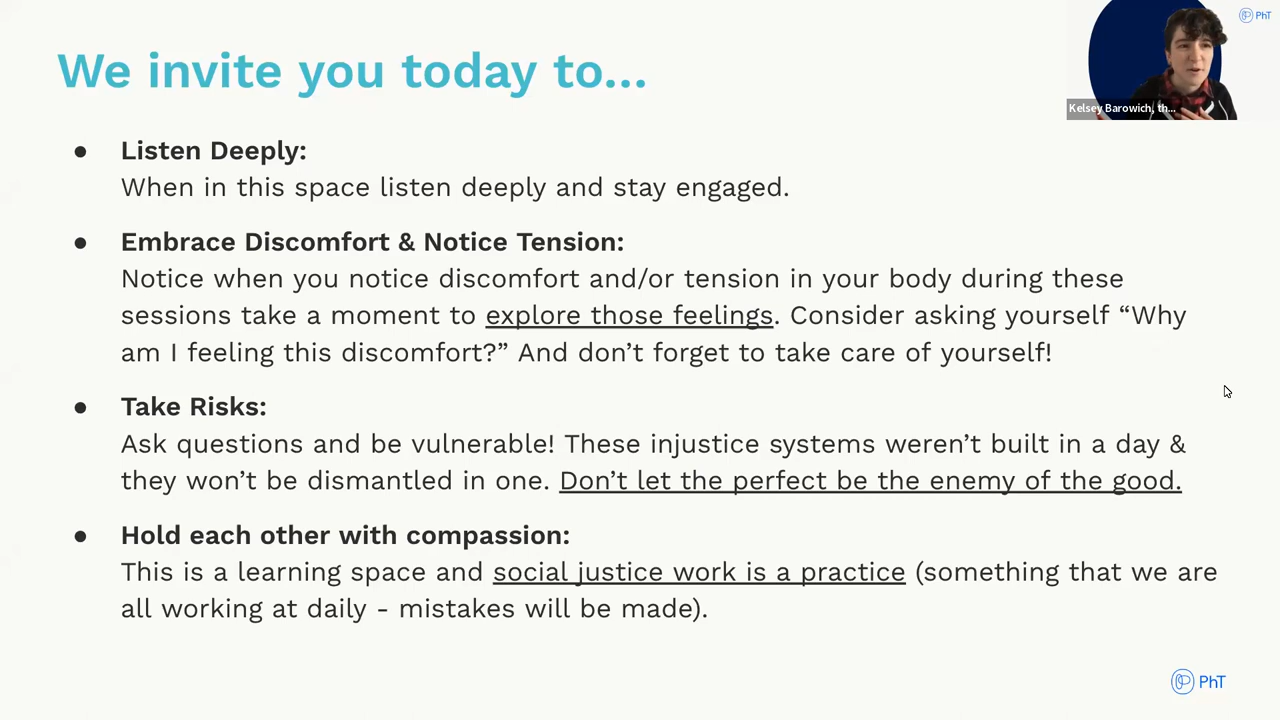 PhT
We invite you today to...
Kelsey Barowich, th...
● Listen Deeply:
When in this space listen deeply and stay engaged.
● Embrace Discomfort & Notice Tension:
Notice when you notice discomfort and/or tension in your body during these
sessions take a moment to explore those feelings. Consider asking yourself “Why
am I feeling this discomfort?” And don’t forget to take care of yourself!
● Take Risks:
Ask questions and be vulnerable! These injustice systems weren’t built in a day &
they won’t be dismantled in one. Don’t let the perfect be the enemy of the good.
● Hold each other with compassion:
This is a learning space and social justice work is a practice (something that we are
all working at daily - mistakes will be made).
PhT